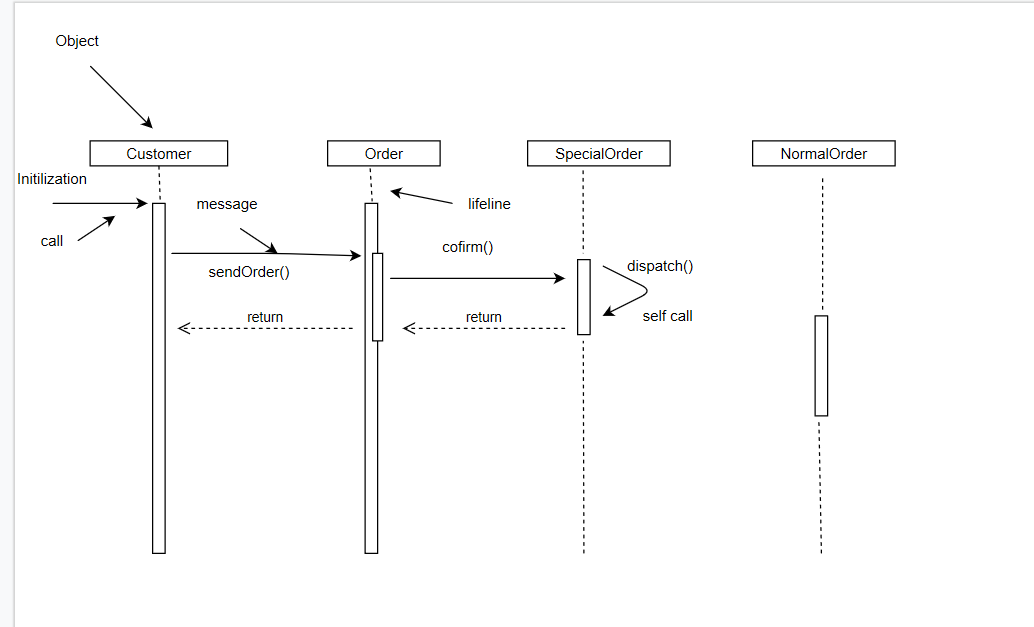 Object
Customer
Order
SpecialOrder
NormalOrder
Initilization
message
lifeline
call
cofirm()
sendOrder()
dispatch()
return
return
self call